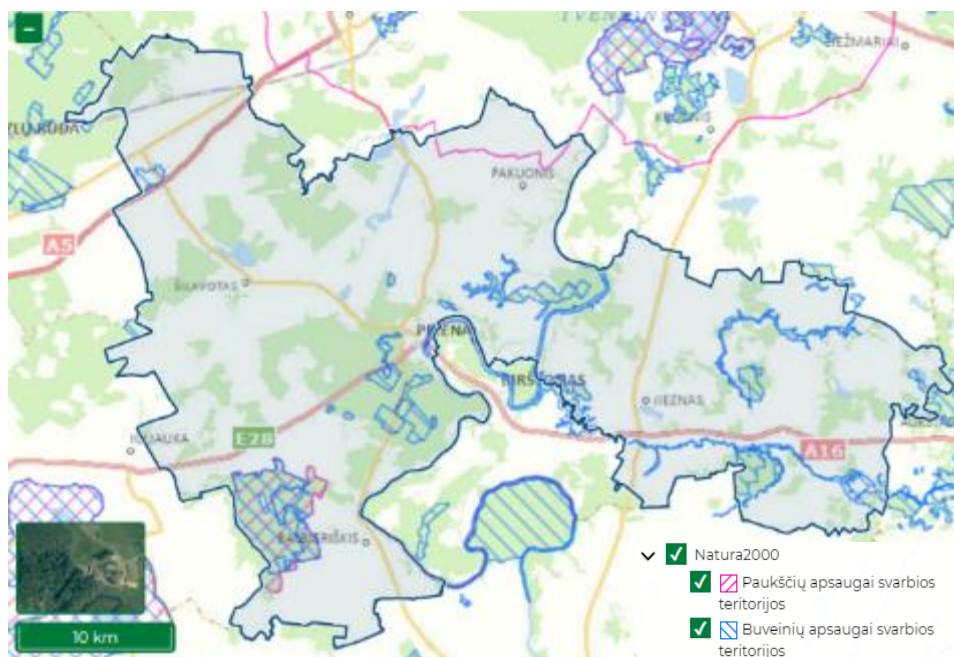 ŽIEŽMARIAI
KRUONIS
PAKUONIS
A5
ŠILAVOTAS
PRIENAI
BIRŠTONAS
JIEZNAS
E28
A16
BALBIERIŠKIS
10 km
Natura2000
Paukščių apsaugai svarbios
teritorijos
Buveinių apsaugai svarbios
teritorijos